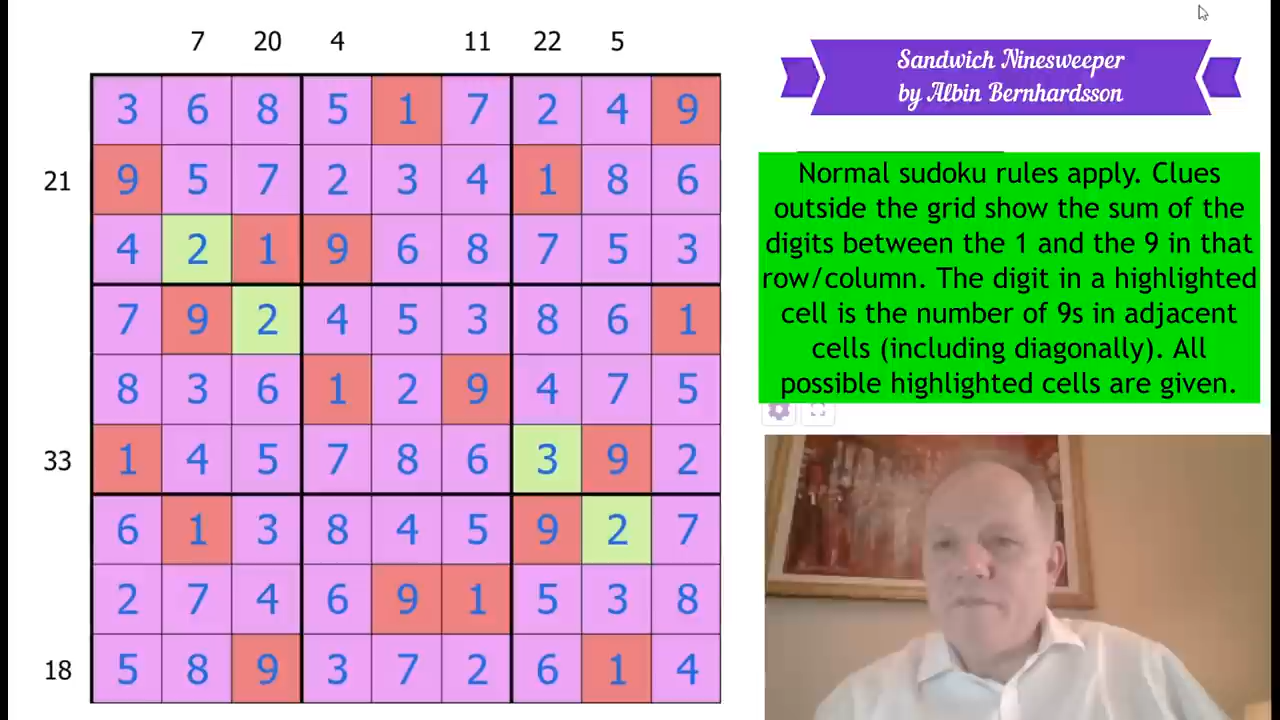 7 20 4 11 22 5
3 6 8 5 1 7 2 4 9
21 9 5 7 2 3 4 1 8 6
4 2 1 9 6 8 7 5 3
7 9 2 4 5 3 8 6 1
8 3 6 1 2 9 4 7 5
33 1 4 5 7 8 6 3 9 2
6 1 3 8 4 5 9 2 7
2 7 4 6 9 1 5 3 8
18 5 8 9 3 7 2 6 1 4
Sandwich Ninesweeper
by Albin Bernhardsson
Normal sudoku rules apply. Clues
outside the grid show the sum of the
digits between the 1 and the 9 in that
row/column. The digit in a highlighted
cell is the number of 9s in adjacent
cells (including diagonally). All
possible highlighted cells are given.